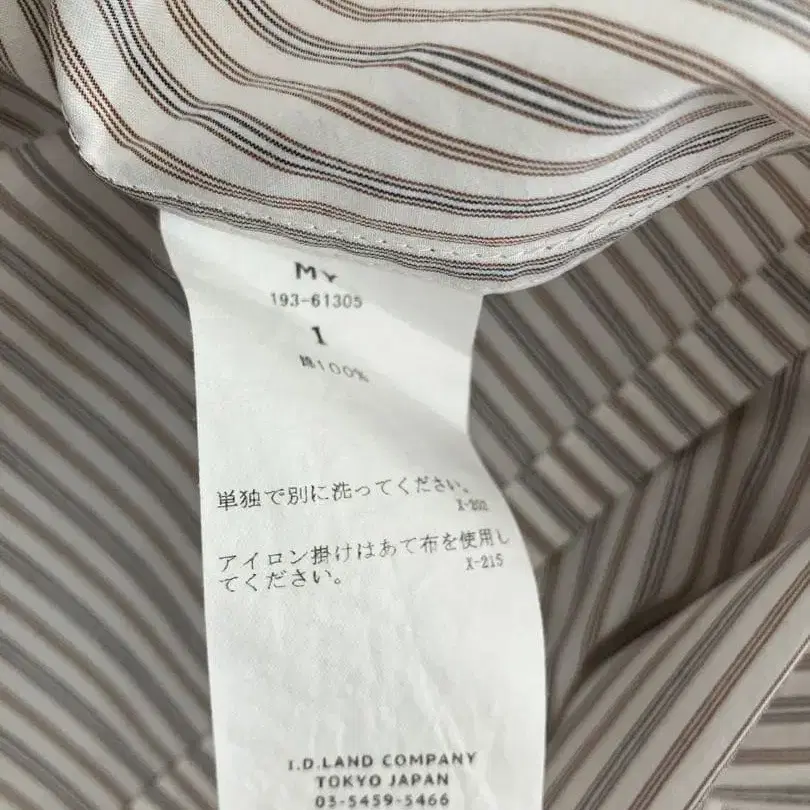 MY
193-61305
1
綿100%
単独で別に洗ってください。
X-202
アイロン掛けはあて布を使用し
てください。
X-215
I.D.LAND COMPANY
TOKYO JAPAN
03-5459-5466